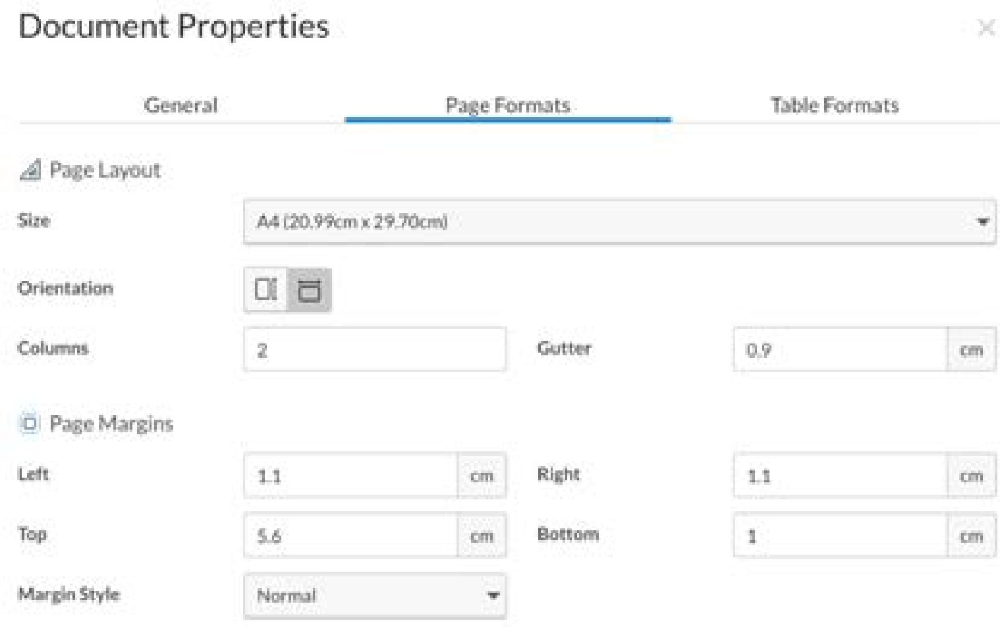 Document Properties
General Page Formats Table Formats
Page Layout
Size A4 (20.99cm x 29.70cm)
Orientation
Columns 2 Gutter 0.9 cm
Page Margins
Left 1.1 cm Right 1.1 cm
Top 5.6 cm Bottom 1 cm
Margin Style Normal